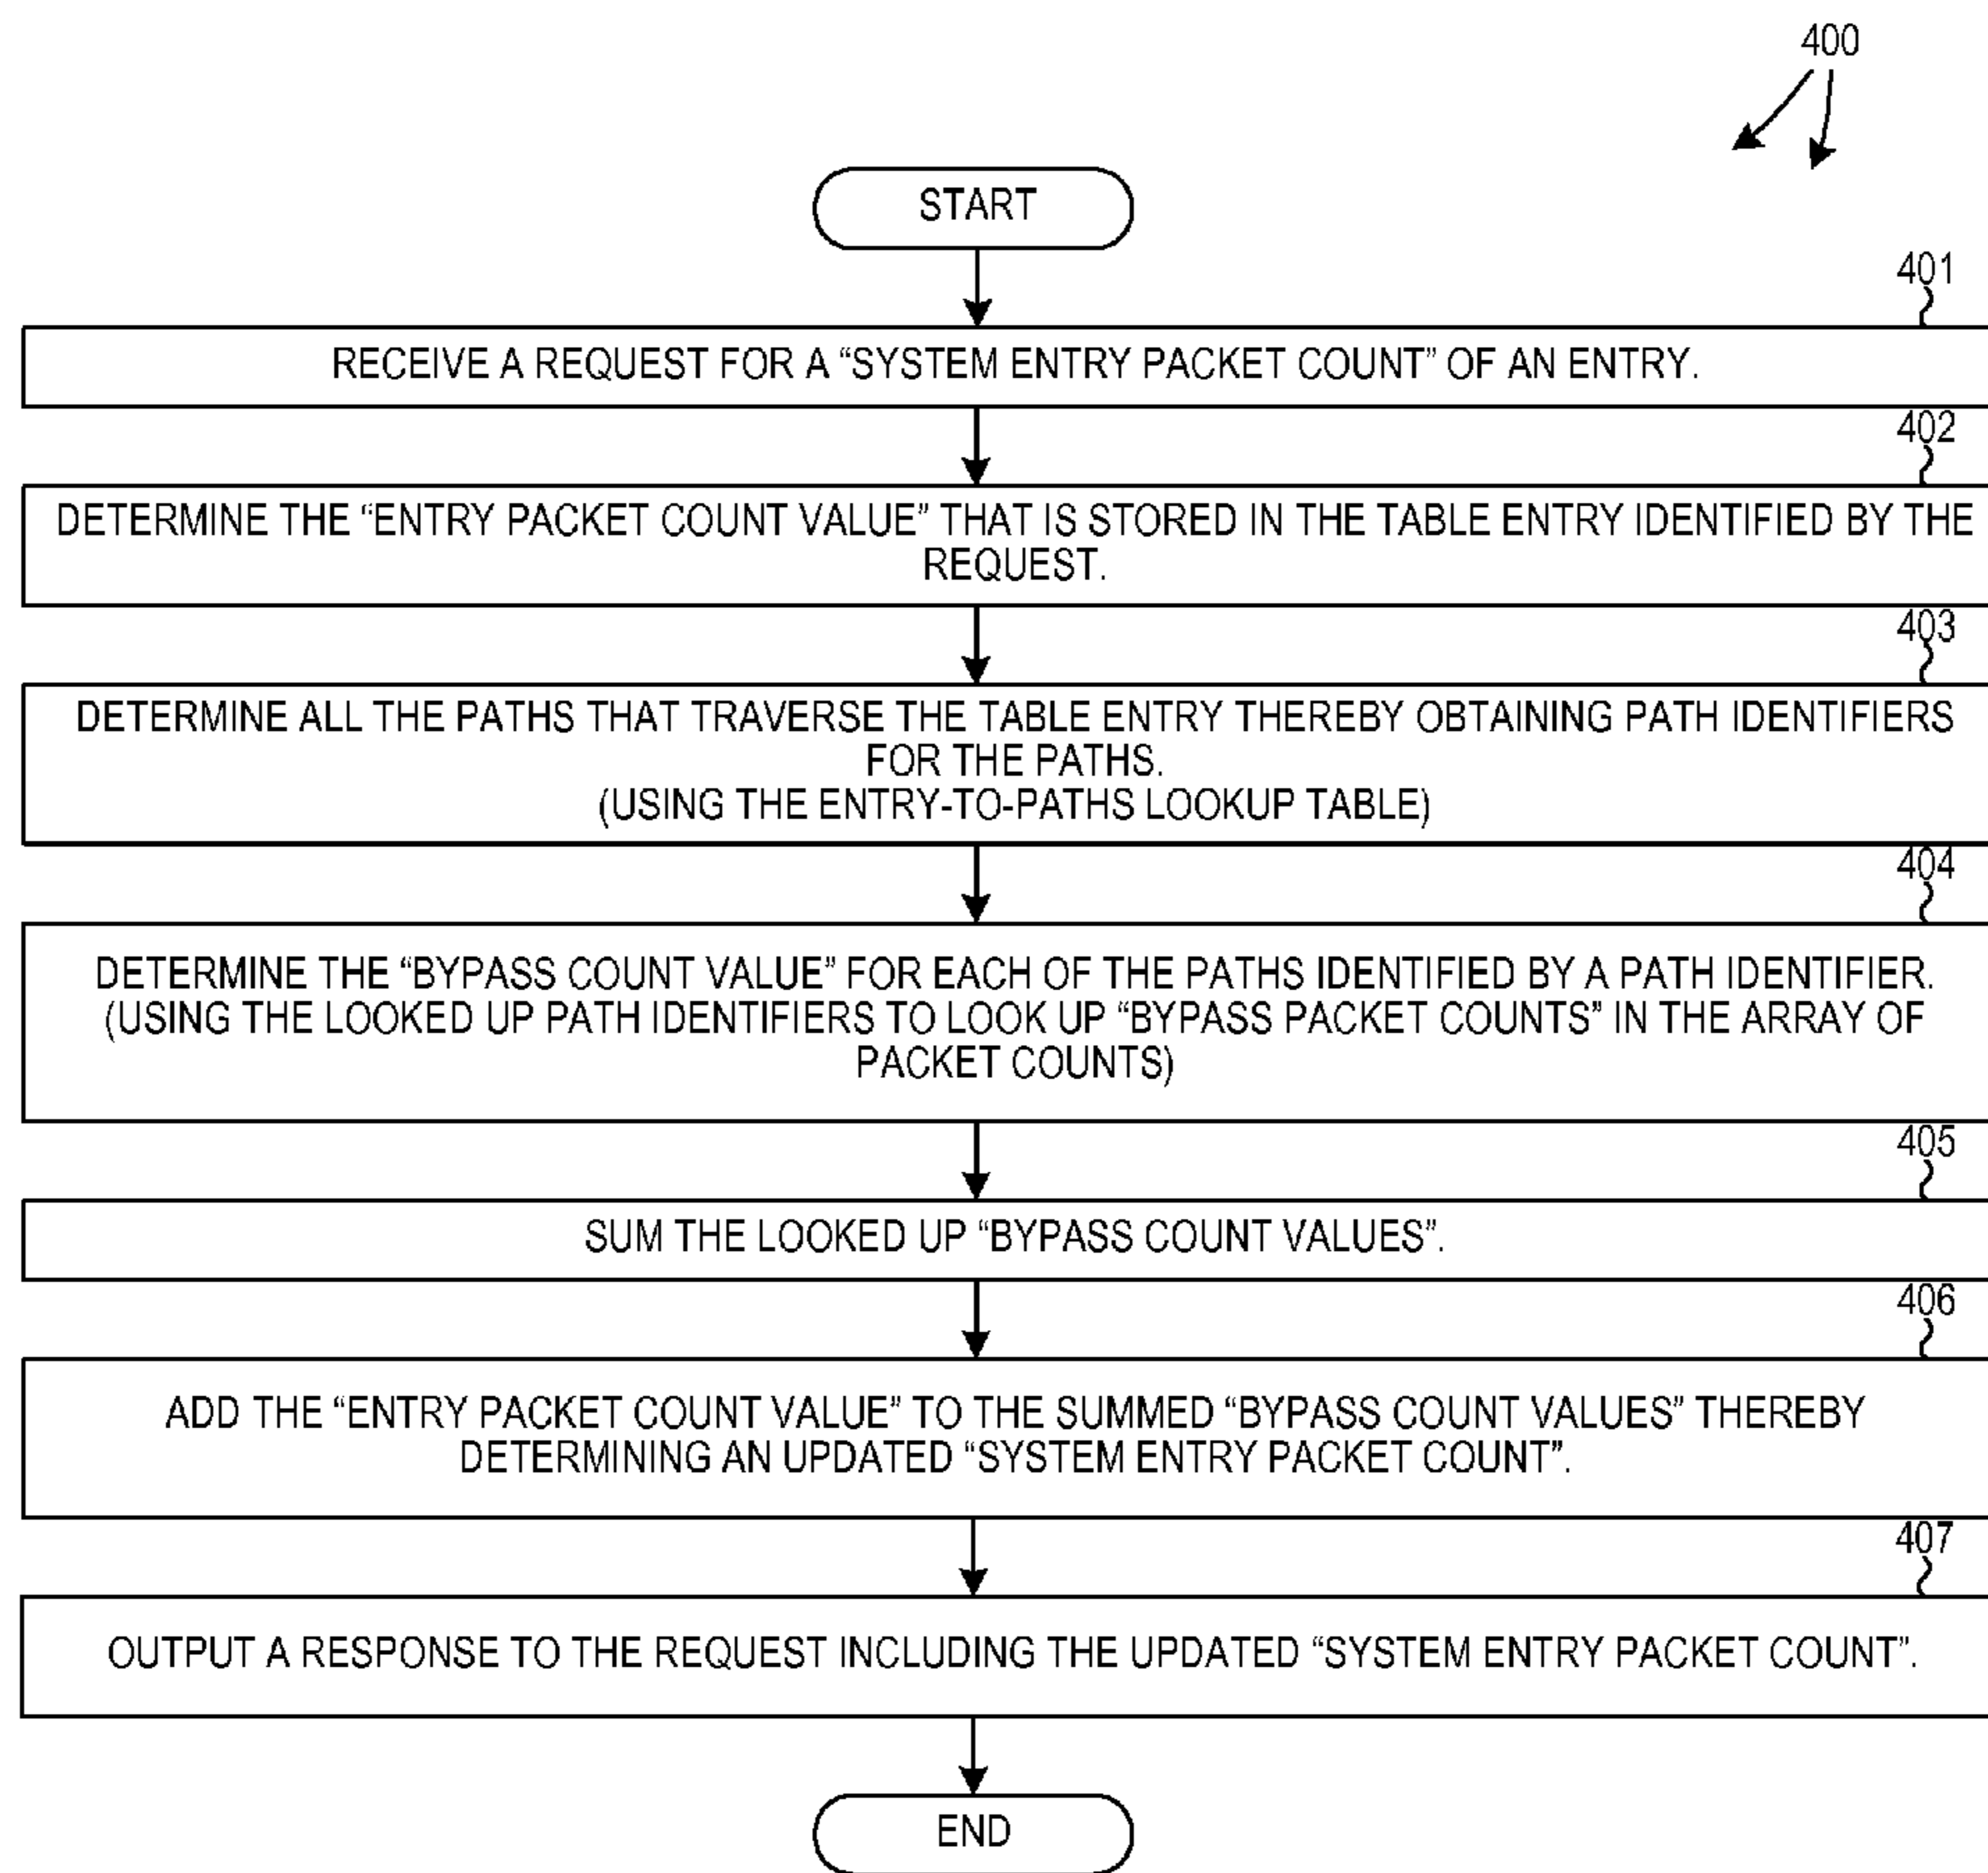 400
START
401
RECEIVE A REQUEST FOR A “SYSTEM ENTRY PACKET COUNT” OF AN ENTRY.
402
DETERMINE THE “ENTRY PACKET COUNT VALUE” THAT IS STORED IN THE TABLE ENTRY IDENTIFIED BY THE
REQUEST.
403
DETERMINE ALL THE PATHS THAT TRAVERSE THE TABLE ENTRY THEREBY OBTAINING PATH IDENTIFIERS
FOR THE PATHS.
(USING THE ENTRY-TO-PATHS LOOKUP TABLE)
404
DETERMINE THE “BYPASS COUNT VALUE” FOR EACH OF THE PATHS IDENTIFIED BY A PATH IDENTIFIER.
(USING THE LOOKED UP PATH IDENTIFIERS TO LOOK UP “BYPASS PACKET COUNTS” IN THE ARRAY OF
PACKET COUNTS)
405
SUM THE LOOKED UP “BYPASS COUNT VALUES”.
406
ADD THE “ENTRY PACKET COUNT VALUE” TO THE SUMMED “BYPASS COUNT VALUES” THEREBY
DETERMINING AN UPDATED “SYSTEM ENTRY PACKET COUNT”.
407
OUTPUT A RESPONSE TO THE REQUEST INCLUDING THE UPDATED “SYSTEM ENTRY PACKET COUNT”.
END